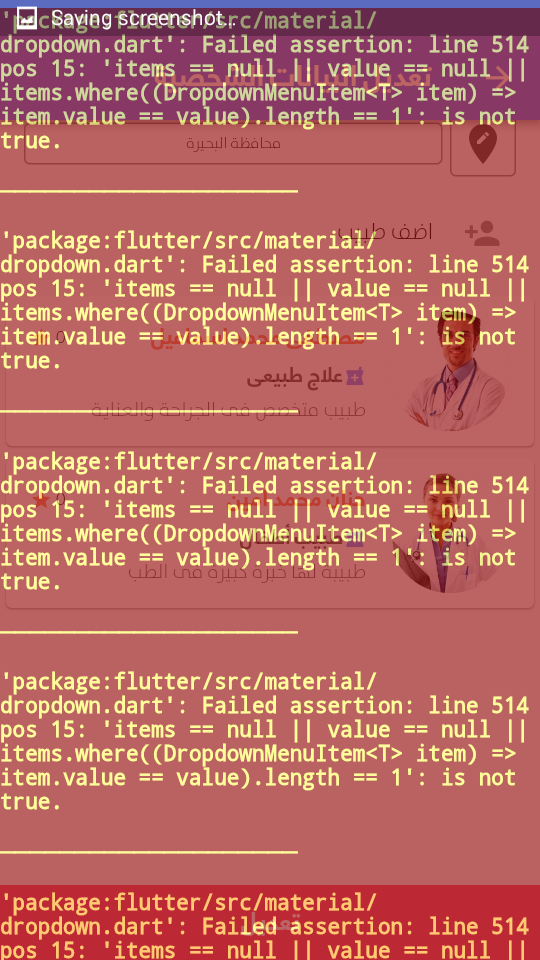 Saving screenshot...
'package:flutter/src/material/
dropdown.dart': Failed assertion: line 514
pos 15: 'items == null || value == null ||
items.where((DropdownMenuItem<T> item) =>
item.value == value).length == 1': is not
true.
تعديل البيانات الشخصية
محافظة البحيرة
اضف طبيب
'package:flutter/src/material/
dropdown.dart': Failed assertion: line 514
pos 15: 'items == null || value == null ||
items.where((DropdownMenuItem<T> item) =>
item.value == value).length == 1': is not
true.
علاج طبيعى
طبيب متخصص فى الجراحة والعناية
'package:flutter/src/material/
dropdown.dart': Failed assertion: line 514
pos 15: 'items == null || value == null ||
items.where((DropdownMenuItem<T> item) =>
item.value == value).length == 1': is not
true.
طبيبة لها خبرة كبيرة فى الطب
'package:flutter/src/material/
dropdown.dart': Failed assertion: line 514
pos 15: 'items == null || value == null ||
items.where((DropdownMenuItem<T> item) =>
item.value == value).length == 1': is not
true.
'package:flutter/src/material/
dropdown.dart': Failed assertion: line 514
pos 15: 'items == null || value == null ||
تعديل